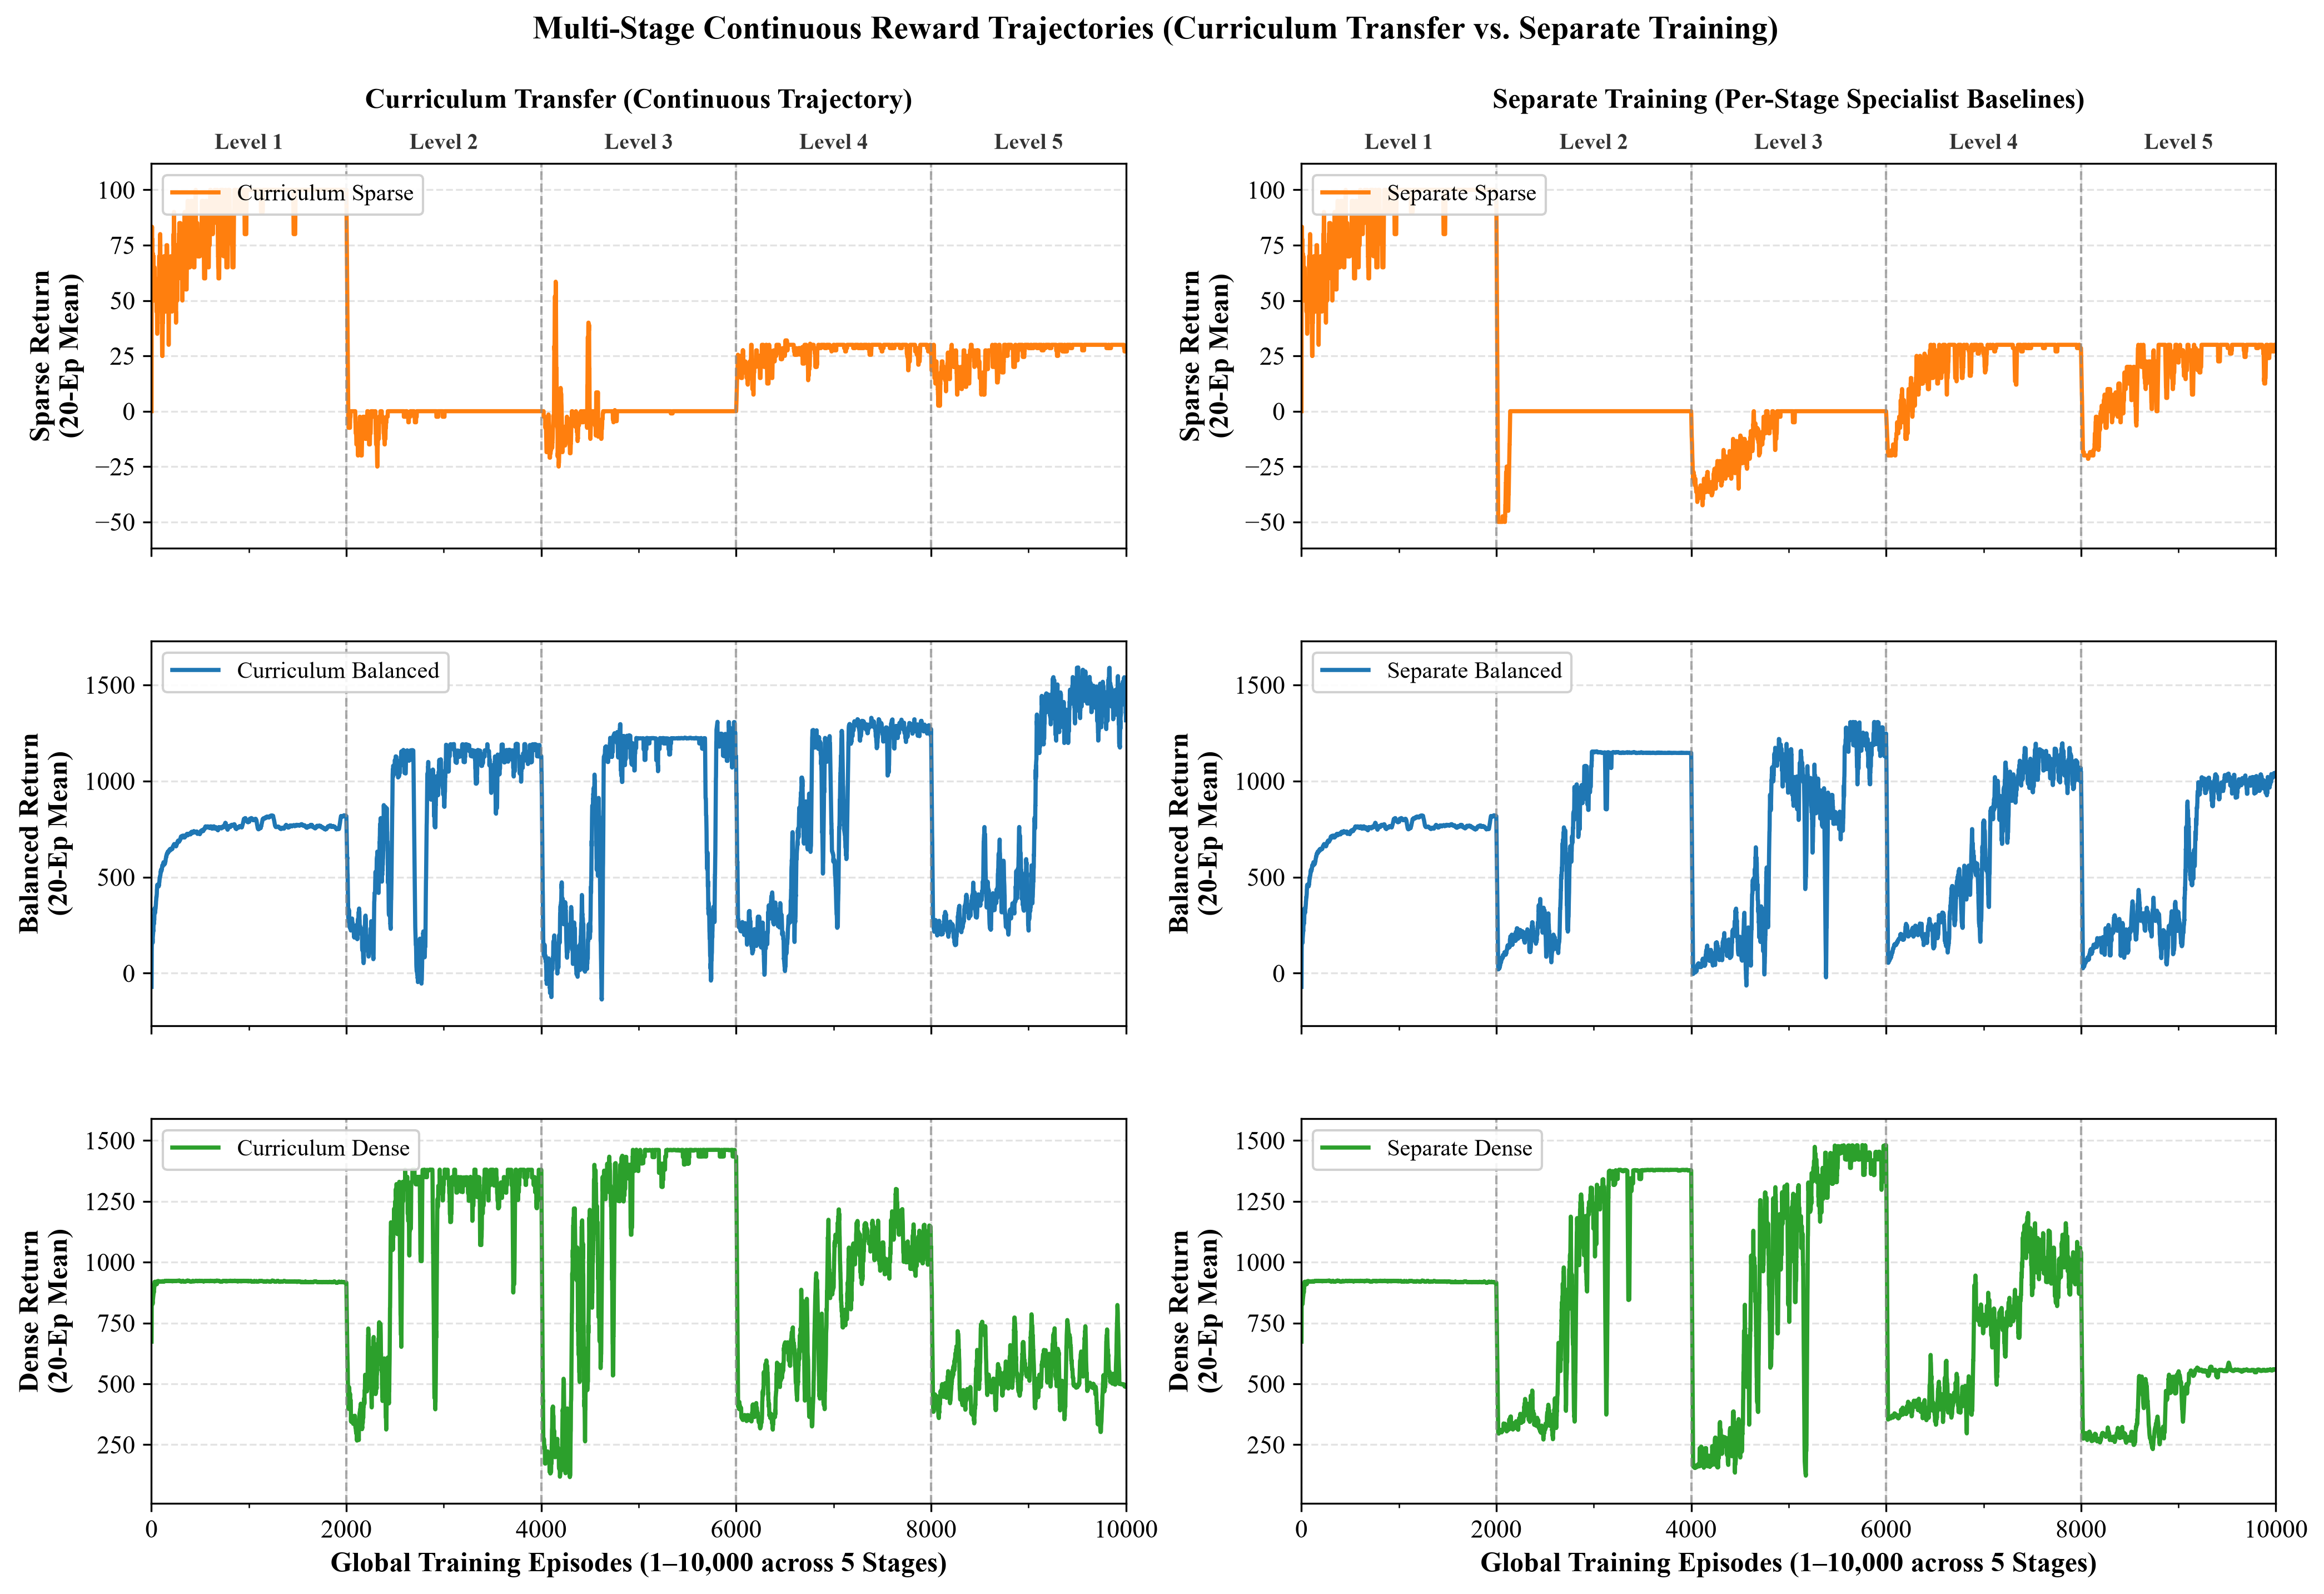 Multi-Stage Continuous Reward Trajectories (Curriculum Transfer vs. Separate Training)
Curriculum Transfer (Continuous Trajectory)
Level 1 Level 2 Level 3 Level 4 Level 5
Curriculum Sparse
Sparse Return
(20-Ep Mean)
100
75
50
25
0
−25
−50
Separate Training (Per-Stage Specialist Baselines)
Level 1 Level 2 Level 3 Level 4 Level 5
Separate Sparse
Sparse Return
(20-Ep Mean)
100
75
50
25
0
−25
−50
Curriculum Balanced
Balanced Return
(20-Ep Mean)
1500
1000
500
0
Separate Balanced
Balanced Return
(20-Ep Mean)
1500
1000
500
0
Curriculum Dense
Dense Return
(20-Ep Mean)
1500
1250
1000
750
500
250
0 2000 4000 6000 8000 10000
Global Training Episodes (1–10,000 across 5 Stages)
Separate Dense
Dense Return
(20-Ep Mean)
1500
1250
1000
750
500
250
0 2000 4000 6000 8000 10000
Global Training Episodes (1–10,000 across 5 Stages)